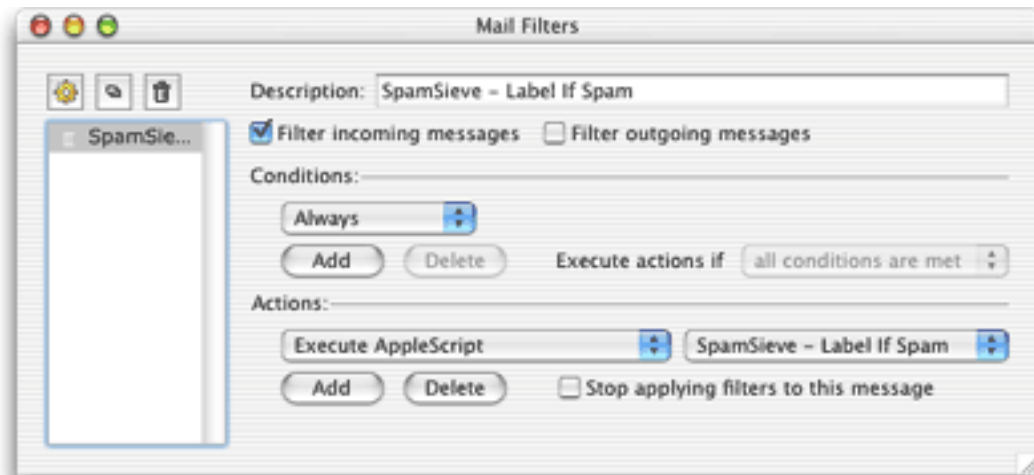 Mail Filters
Description: SpamSieve – Label If Spam
SpamSie...
Filter incoming messages Filter outgoing messages
Conditions:
Always
Add Delete Execute actions if all conditions are met
Actions:
Execute AppleScript SpamSieve – Label If Spam
Add Delete Stop applying filters to this message